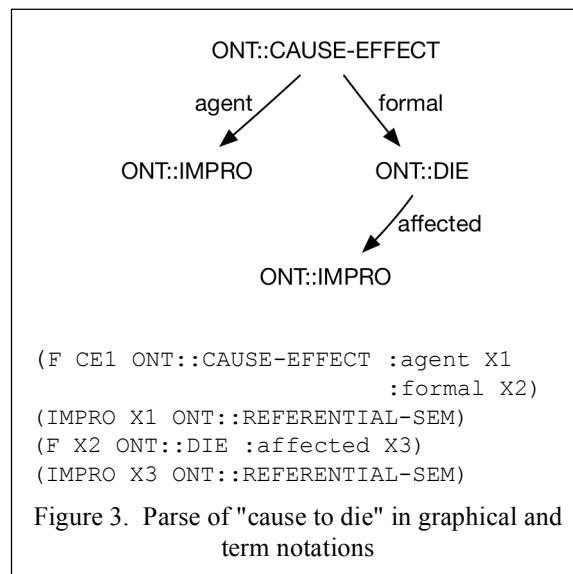 ONT::CAUSE-EFFECT
agent formal
ONT::IMPRO ONT::DIE
affected
ONT::IMPRO
(F CE1 ONT::CAUSE-EFFECT :agent X1
:formal X2)
(IMPRO X1 ONT::REFERENTIAL-SEM)
(F X2 ONT::DIE :affected X3)
(IMPRO X3 ONT::REFERENTIAL-SEM)
Figure 3. Parse of "cause to die" in graphical and
term notations